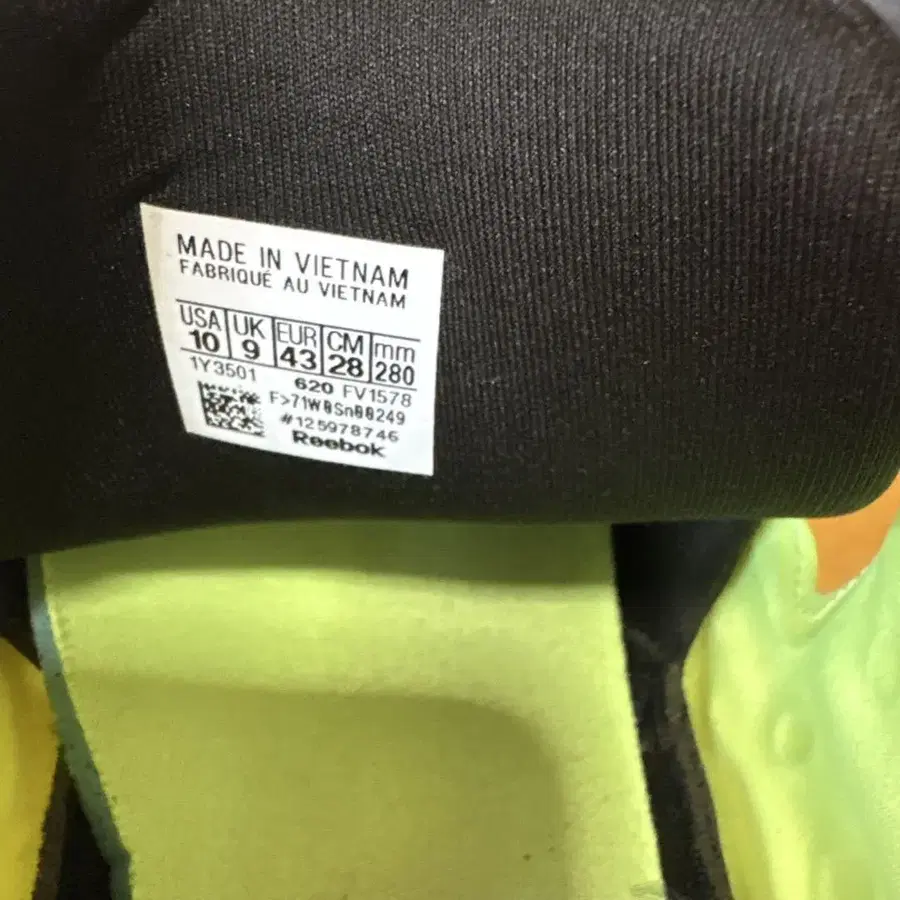 MADE IN VIETNAM
FABRIQUÉ AU VIETNAM
USA UK EUR CM mm
10 9 43 28 280
1Y3501 620 FV1578
F>71W0Sn00249
#125978746
Reebok